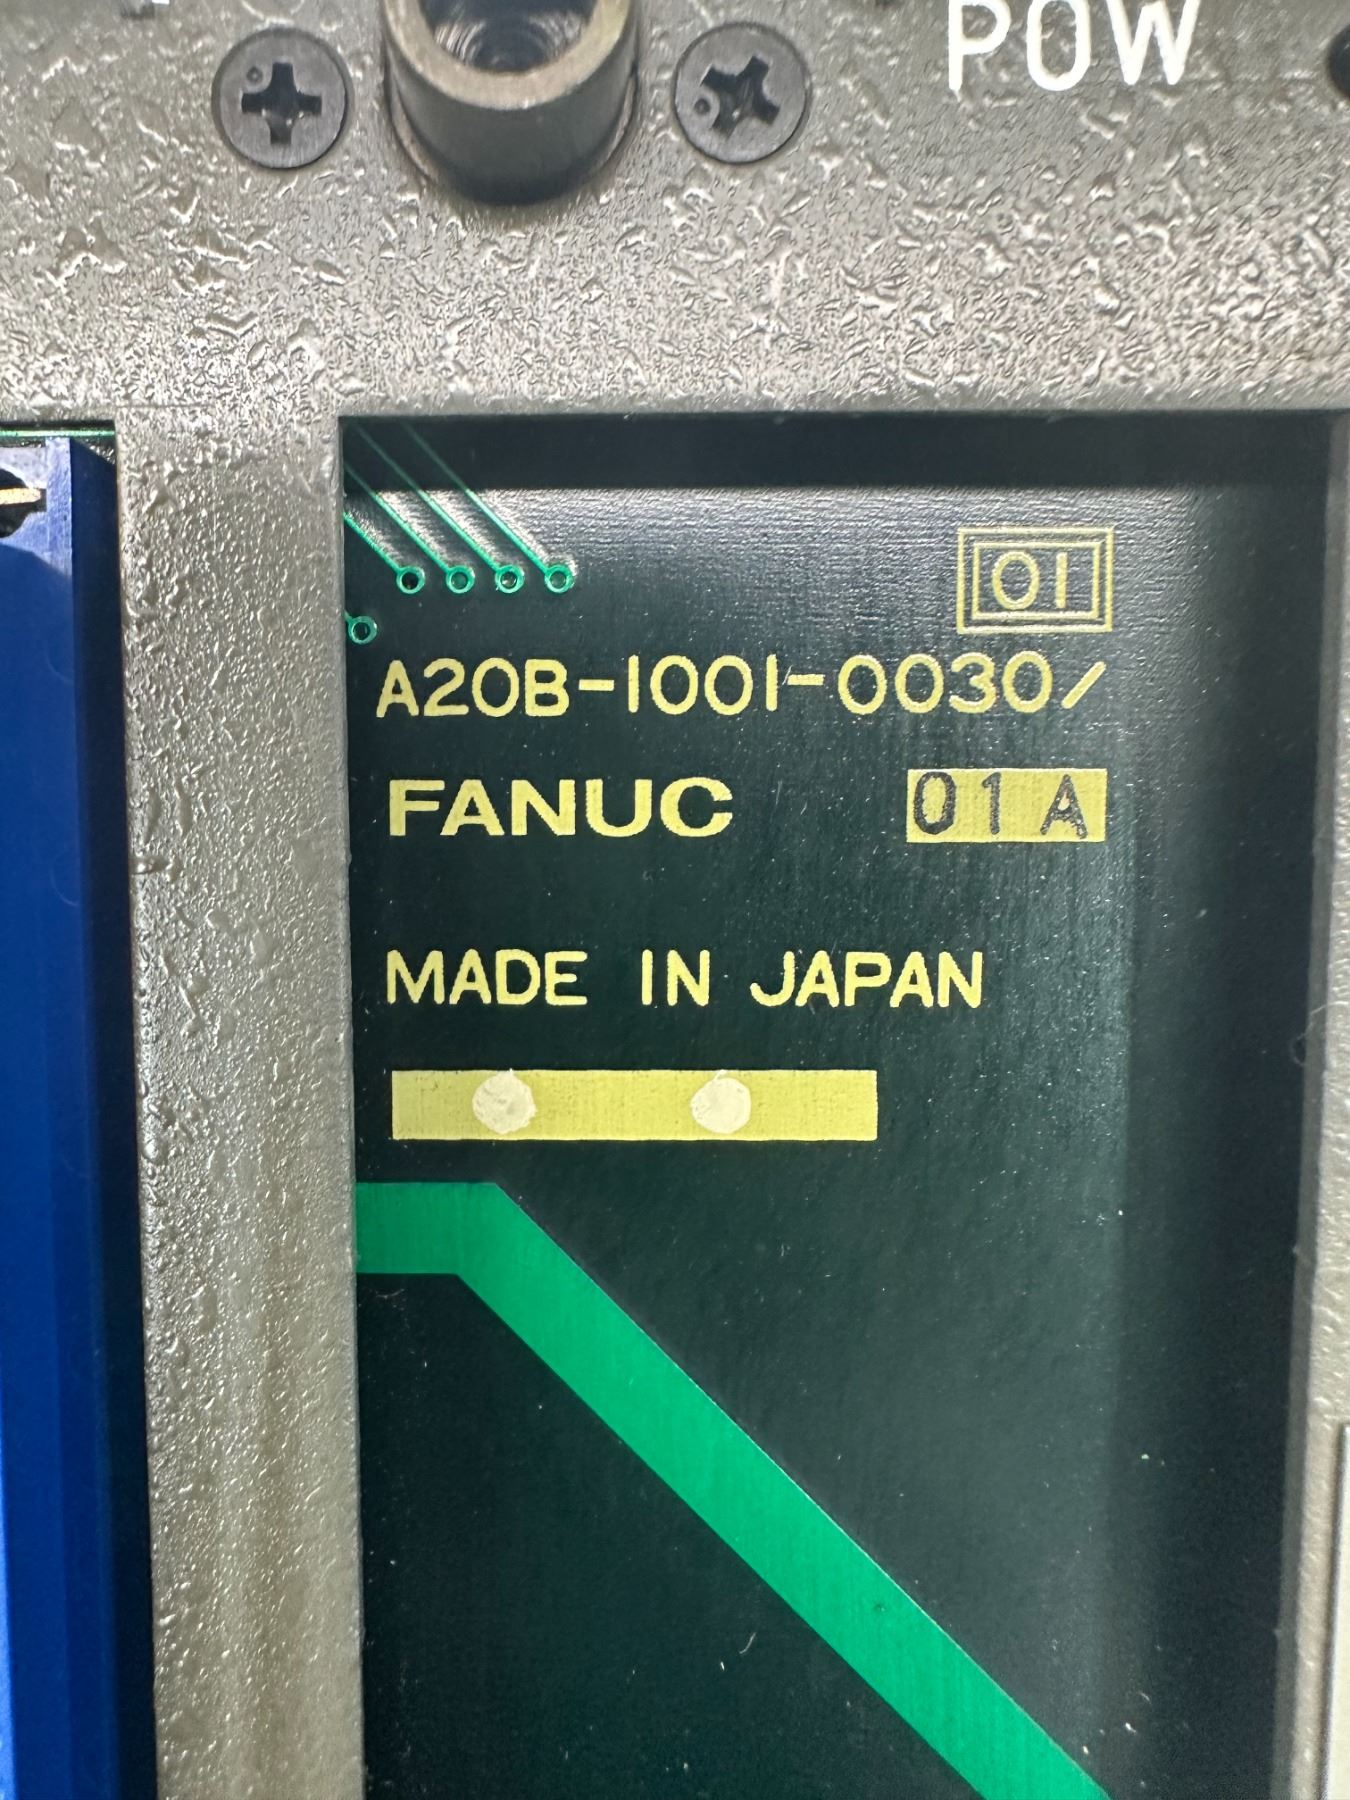 POW
01
A20B-1001-0030/
FANUC 01A
MADE IN JAPAN